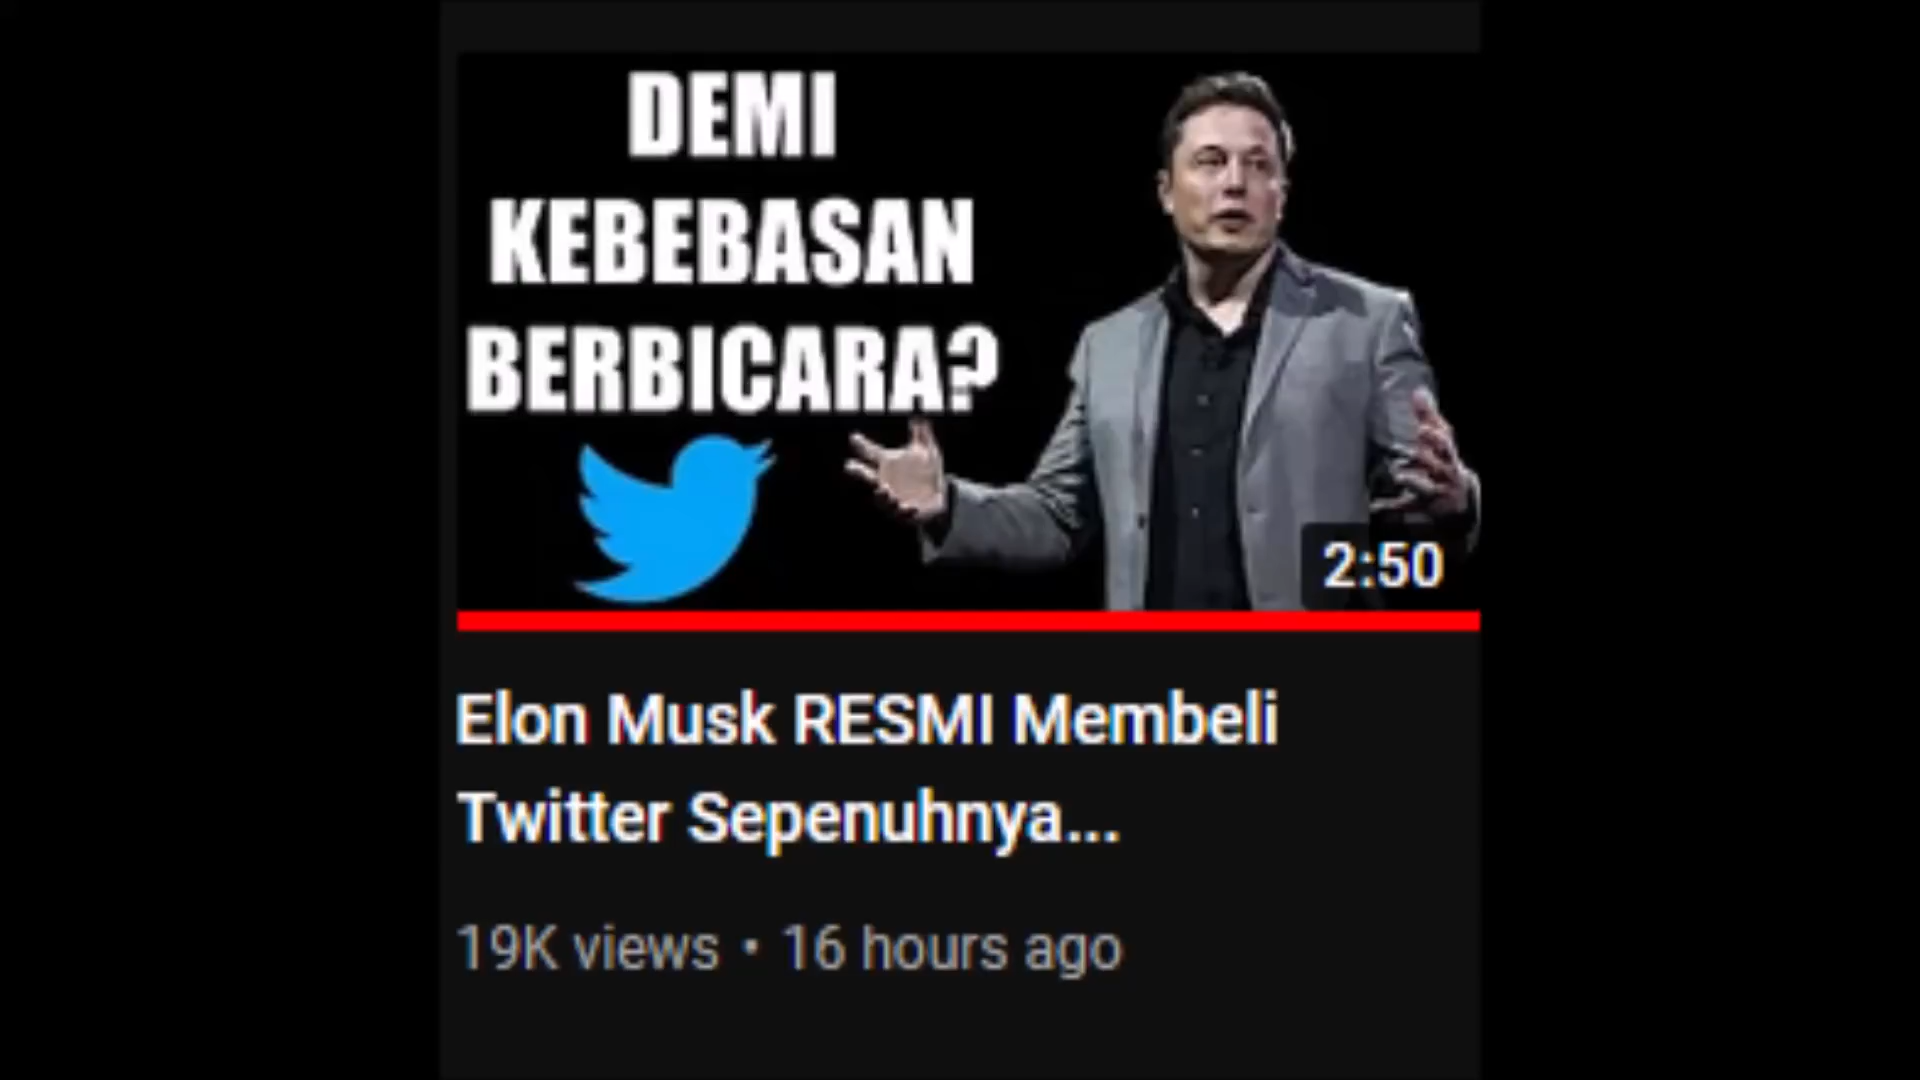 DEMI
KEBEBASAN
BERBICARA?
2:50
Elon Musk RESMI Membeli
Twitter Sepenuhnya...
19K views • 16 hours ago